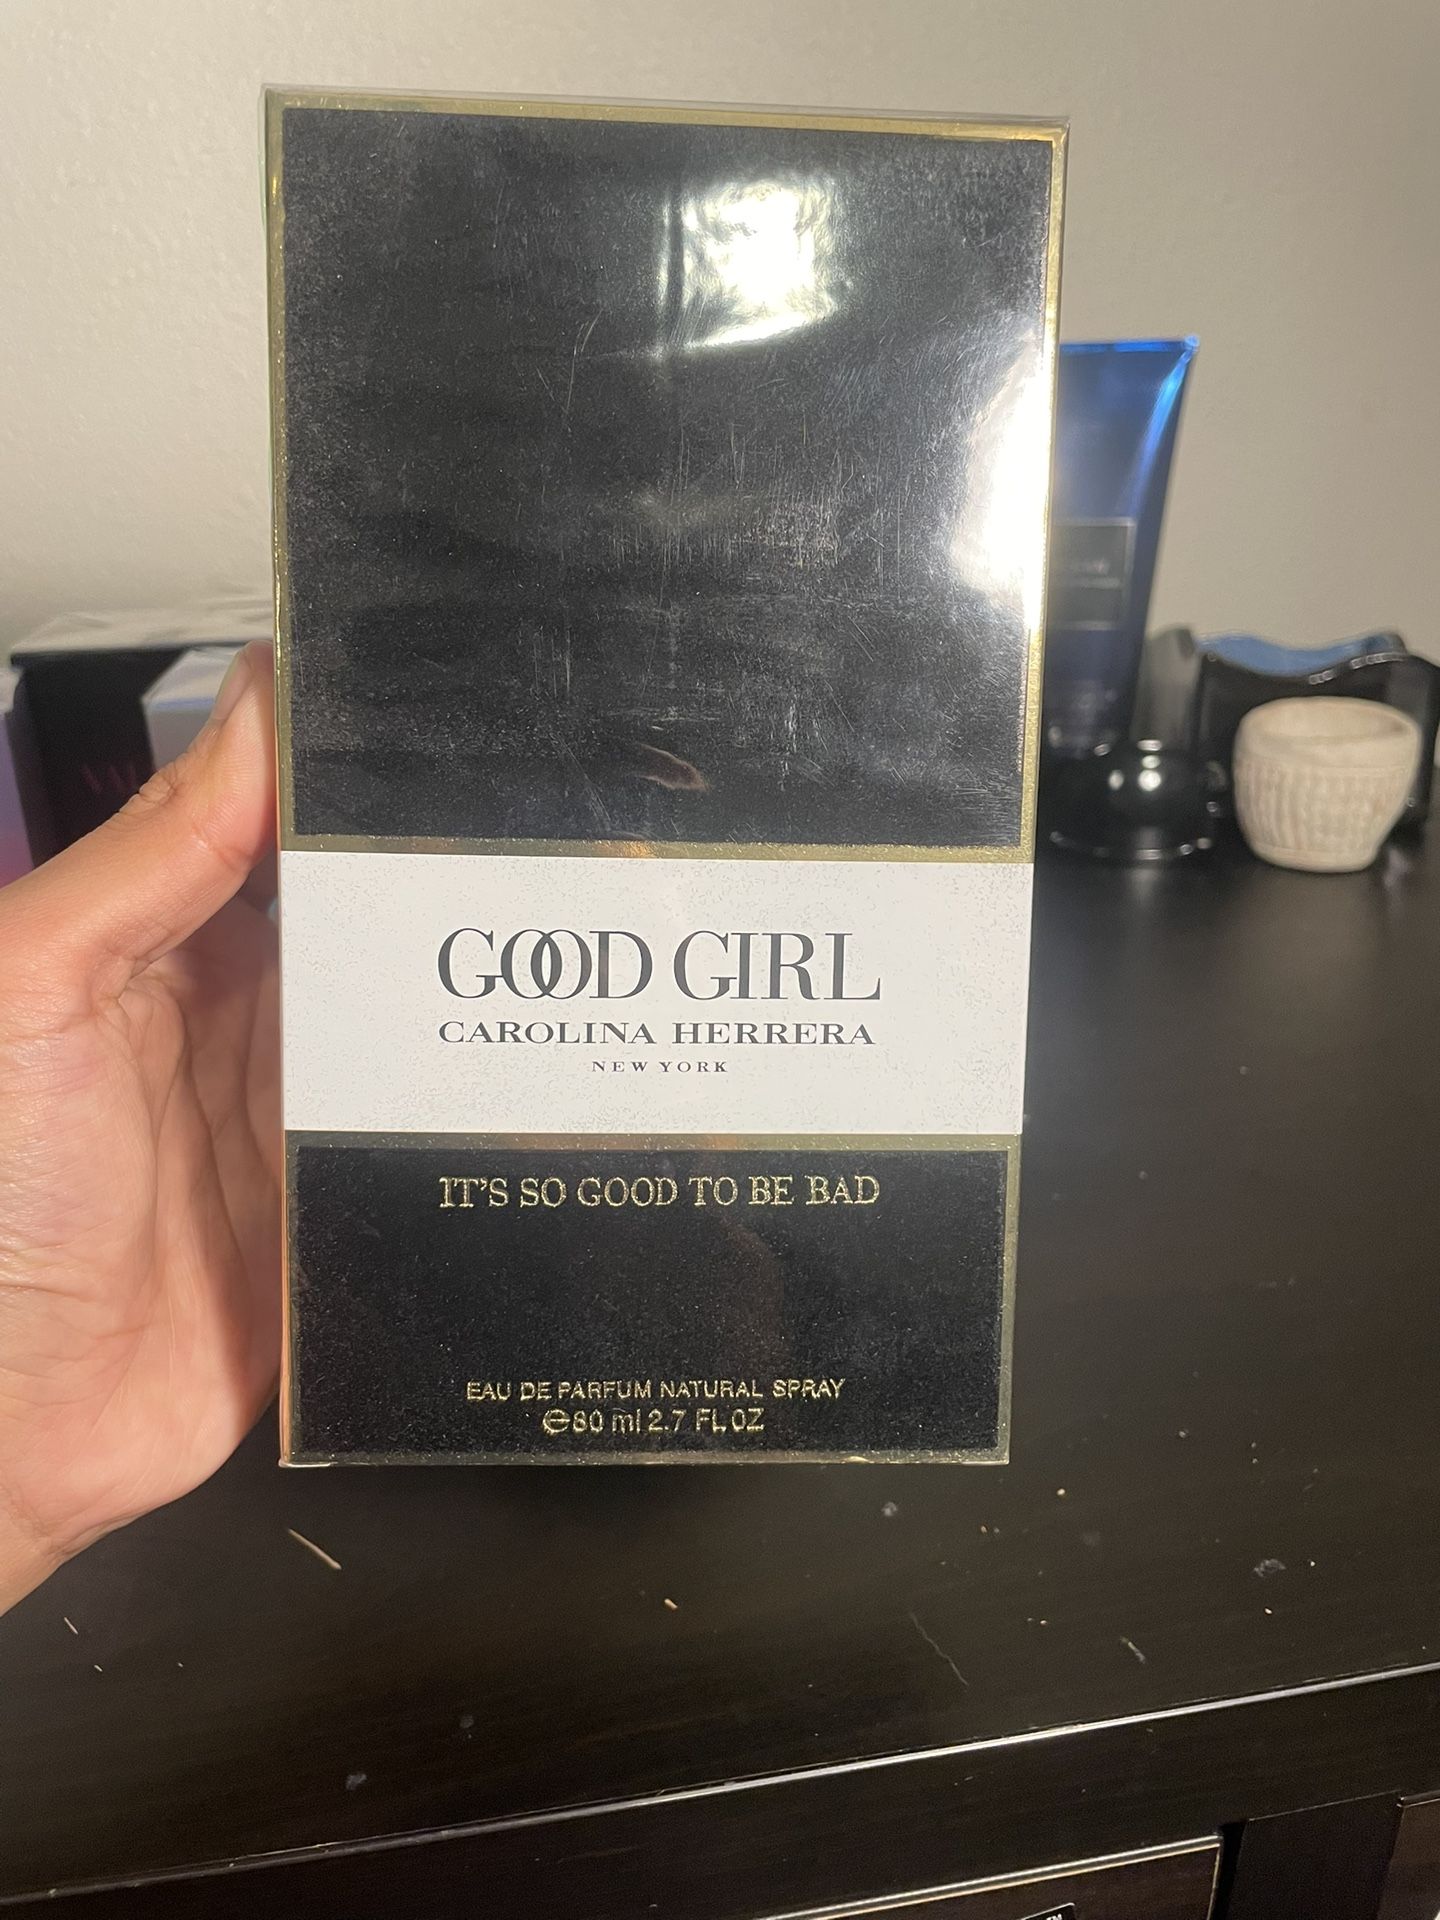 GOOD GIRL
CAROLINA HERRERA
NEW YORK
IT'S SO GOOD TO BE BAD
EAU DE PARFUM NATURAL SPRAY
℮80 ml 2.7 FL OZ